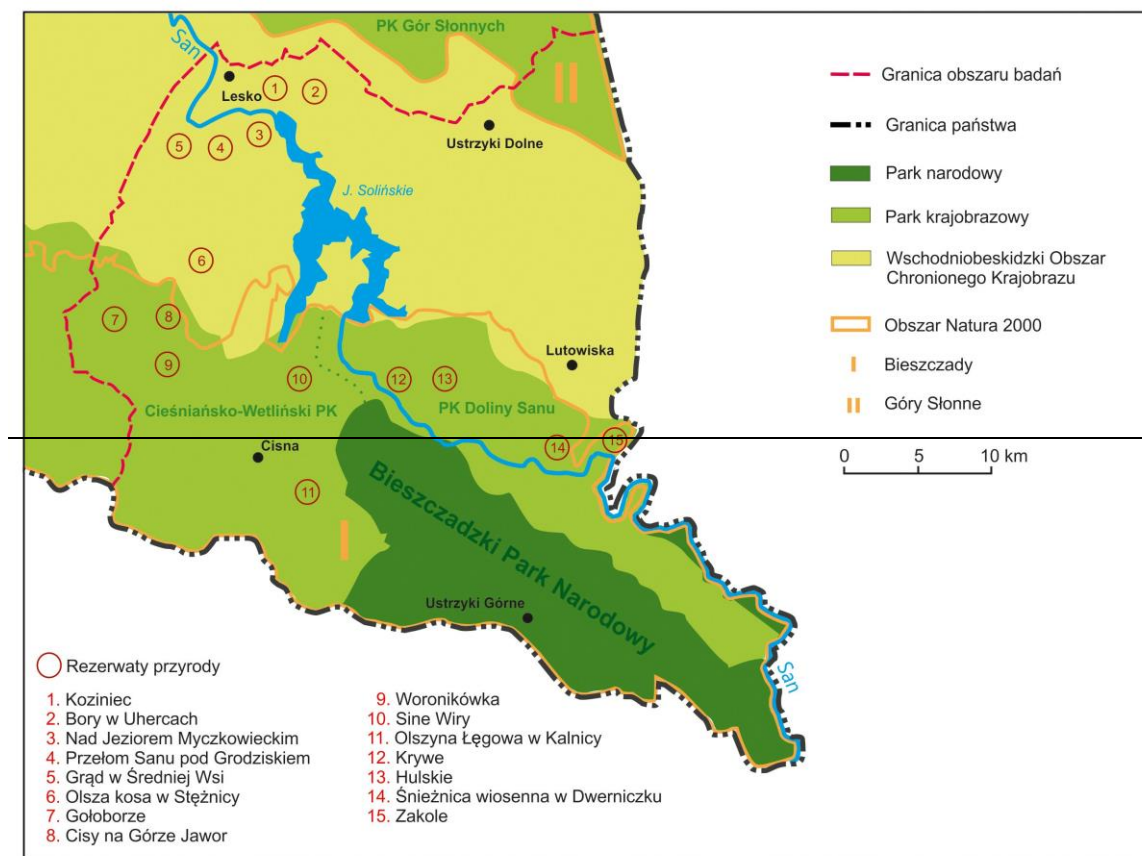 PK Gór Słonnych
San
Lesko
1
2
3
4
5
Ustrzyki Dolne
II
J. Solińskie
6
7
8
9
10
12
13
Lutowiska
Cieśniańsko-Wetliński PK
PK Doliny Sanu
Cisna
14
15
11
I
Bieszczadzki Park Narodowy
Ustrzyki Górne
San
Granica obszaru badań
Granica państwa
Park narodowy
Park krajobrazowy
Wschodniobeskidzki Obszar
Chronionego Krajobrazu
Obszar Natura 2000
I Bieszczady
II Góry Słonne
0 5 10 km
Rezerwaty przyrody
1. Koziniec
2. Bory w Uhercach
3. Nad Jeziorem Myczkowieckim
4. Przełom Sanu pod Grodziskiem
5. Grąd w Średniej Wsi
6. Olsza kosa w Stężnicy
7. Gołoborze
8. Cisy na Górze Jawor
9. Woronikówka
10. Sine Wiry
11. Olszyna Łęgowa w Kalnicy
12. Krywe
13. Hulskie
14. Śnieżnica wiosenna w Dwerniczku
15. Zakole